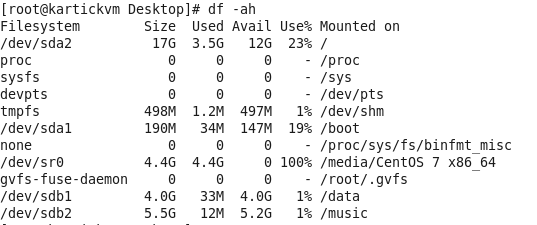 [root@kartickvm Desktop]# df -ah
Filesystem         Size  Used Avail Use% Mounted on
/dev/sda2           17G  3.5G   12G  23% /
proc                  0     0     0    - /proc
sysfs                 0     0     0    - /sys
devpts                0     0     0    - /dev/pts
tmpfs              498M  1.2M  497M   1% /dev/shm
/dev/sda1          190M   34M  147M  19% /boot
none                  0     0     0    - /proc/sys/fs/binfmt_misc
/dev/sr0           4.4G  4.4G     0 100% /media/CentOS 7 x86_64
gvfs-fuse-daemon      0     0     0    - /root/.gvfs
/dev/sdb1          4.0G   33M  4.0G   1% /data
/dev/sdb2          5.5G   12M  5.2G   1% /music